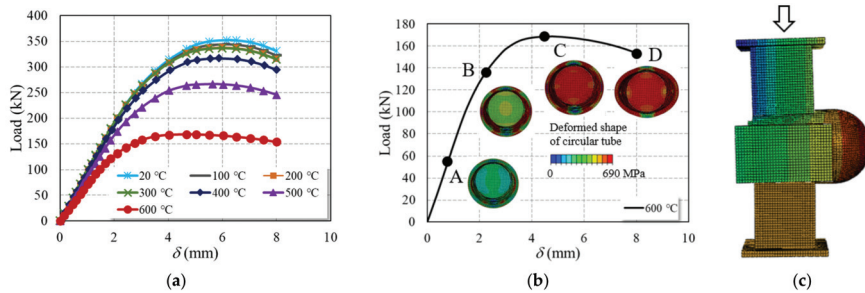 400
350
300
250
200
150
100
50
0
Load (kN)
20 °C 100 °C 200 °C
300 °C 400 °C 500 °C
600 °C
0 2 4 6 8 10
δ (mm)
(a)
180
160
140
120
100
80
60
40
20
0
Load (kN)
A
B
C
D
Deformed shape
of circular tube
0 690 MPa
600 °C
0 2 4 6 8 10
δ (mm)
(b)
(c)